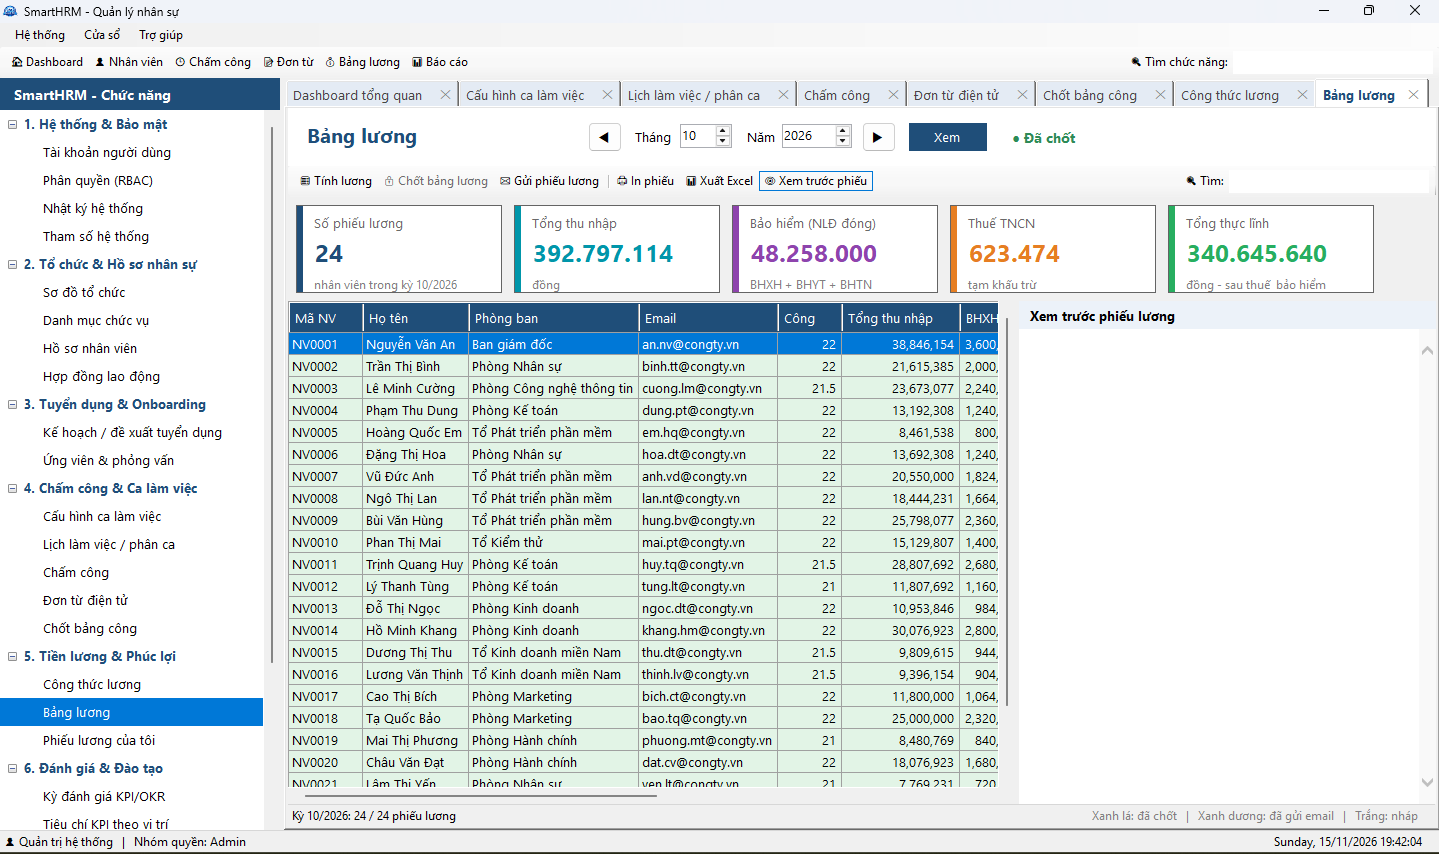 SmartHRM - Quản lý nhân sự
Hệ thống Cửa sổ Trợ giúp
Dashboard Nhân viên Chấm công Đơn từ Bảng lương Báo cáo Tìm chức năng:
SmartHRM - Chức năng
1. Hệ thống & Bảo mật
Tài khoản người dùng
Phân quyền (RBAC)
Nhật ký hệ thống
Tham số hệ thống
2. Tổ chức & Hồ sơ nhân sự
Sơ đồ tổ chức
Danh mục chức vụ
Hồ sơ nhân viên
Hợp đồng lao động
3. Tuyển dụng & Onboarding
Kế hoạch / đề xuất tuyển dụng
Ứng viên & phỏng vấn
4. Chấm công & Ca làm việc
Cấu hình ca làm việc
Lịch làm việc / phân ca
Chấm công
Đơn từ điện tử
Chốt bảng công
5. Tiền lương & Phúc lợi
Công thức lương
Bảng lương
Phiếu lương của tôi
6. Đánh giá & Đào tạo
Kỳ đánh giá KPI/OKR
Tiêu chí KPI theo vị trí
Dashboard tổng quan Cấu hình ca làm việc Lịch làm việc / phân ca Chấm công Đơn từ điện tử Chốt bảng công Công thức lương Bảng lương
Bảng lương Tháng 10 Năm 2026 Xem ● Đã chốt
Tính lương Chốt bảng lương Gửi phiếu lương In phiếu Xuất Excel Xem trước phiếu Tìm:
Số phiếu lương
24
nhân viên trong kỳ 10/2026
Tổng thu nhập
392.797.114
đồng
Bảo hiểm (NLĐ đóng)
48.258.000
BHXH + BHYT + BHTN
Thuế TNCN
623.474
tạm khấu trừ
Tổng thực lĩnh
340.645.640
đồng - sau thuế bảo hiểm
Mã NV Họ tên Phòng ban Email Công Tổng thu nhập BHXH
NV0001 Nguyễn Văn An Ban giám đốc an.nv@congty.vn 22 38,846,154 3,600,
NV0002 Trần Thị Bình Phòng Nhân sự binh.tt@congty.vn 22 21,615,385 2,000,
NV0003 Lê Minh Cường Phòng Công nghệ thông tin cuong.lm@congty.vn 21.5 23,673,077 2,240,
NV0004 Phạm Thu Dung Phòng Kế toán dung.pt@congty.vn 22 13,192,308 1,240,
NV0005 Hoàng Quốc Em Tổ Phát triển phần mềm em.hq@congty.vn 22 8,461,538 800,
NV0006 Đặng Thị Hoa Phòng Nhân sự hoa.dt@congty.vn 22 13,692,308 1,240,
NV0007 Vũ Đức Anh Tổ Phát triển phần mềm anh.vd@congty.vn 22 20,550,000 1,824,
NV0008 Ngô Thị Lan Tổ Phát triển phần mềm lan.nt@congty.vn 22 18,444,231 1,664,
NV0009 Bùi Văn Hùng Tổ Phát triển phần mềm hung.bv@congty.vn 22 25,798,077 2,360,
NV0010 Phan Thị Mai Tổ Kiểm thử mai.pt@congty.vn 22 15,129,807 1,400,
NV0011 Trịnh Quang Huy Phòng Kế toán huy.tq@congty.vn 21.5 28,807,692 2,680,
NV0012 Lý Thanh Tùng Phòng Kế toán tung.lt@congty.vn 21 11,807,692 1,160,
NV0013 Đỗ Thị Ngọc Phòng Kinh doanh ngoc.dt@congty.vn 22 10,953,846 984,
NV0014 Hồ Minh Khang Phòng Kinh doanh khang.hm@congty.vn 22 30,076,923 2,800,
NV0015 Dương Thị Thu Tổ Kinh doanh miền Nam thu.dt@congty.vn 21.5 9,809,615 944,
NV0016 Lương Văn Thịnh Tổ Kinh doanh miền Nam thinh.lv@congty.vn 21.5 9,396,154 904,
NV0017 Cao Thị Bích Phòng Marketing bich.ct@congty.vn 22 11,800,000 1,064,
NV0018 Tạ Quốc Bảo Phòng Marketing bao.tq@congty.vn 22 25,000,000 2,320,
NV0019 Mai Thị Phương Phòng Hành chính phuong.mt@congty.vn 21 8,480,769 840,
NV0020 Châu Văn Đạt Phòng Hành chính dat.cv@congty.vn 22 18,076,923 1,680,
NV0021 Lâm Thị Yến Phòng Nhân sự yen.lt@congty.vn 21 7,769,231 720,
Xem trước phiếu lương
Kỳ 10/2026: 24 / 24 phiếu lương Xanh lá: đã chốt | Xanh dương: đã gửi email | Trắng: nháp
Quản trị hệ thống | Nhóm quyền: Admin Sunday, 15/11/2026 19:42:04